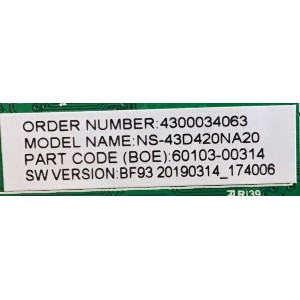 ORDER NUMBER:4300034063
MODEL NAME:NS-43D420NA20
PART CODE (BOE):60103-00314
SW VERSION:BF93 20190314_174006